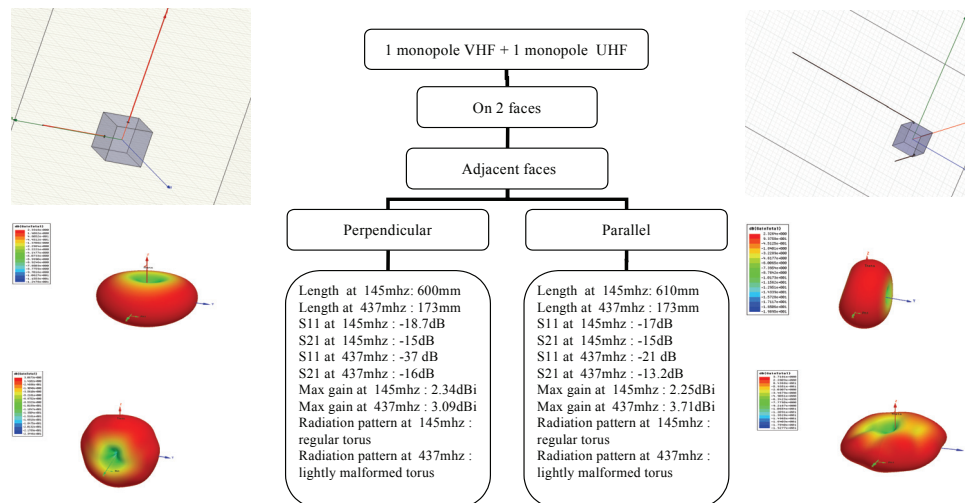 1 monopole VHF + 1 monopole UHF
On 2 faces
Adjacent faces
Perpendicular
Parallel
Length at 145mhz: 600mm
Length at 437mhz : 173mm
S11 at 145mhz : -18.7dB
S21 at 145mhz : -15dB
S11 at 437mhz : -37 dB
S21 at 437mhz : -16dB
Max gain at 145mhz : 2.34dBi
Max gain at 437mhz : 3.09dBi
Radiation pattern at 145mhz :
regular torus
Radiation pattern at 437mhz :
lightly malformed torus
Length at 145mhz: 610mm
Length at 437mhz : 173mm
S11 at 145mhz : -17dB
S21 at 145mhz : -15dB
S11 at 437mhz : -21 dB
S21 at 437mhz : -13.2dB
Max gain at 145mhz : 2.25dBi
Max gain at 437mhz : 3.71dBi
Radiation pattern at 145mhz :
regular torus
Radiation pattern at 437mhz :
lightly malformed torus